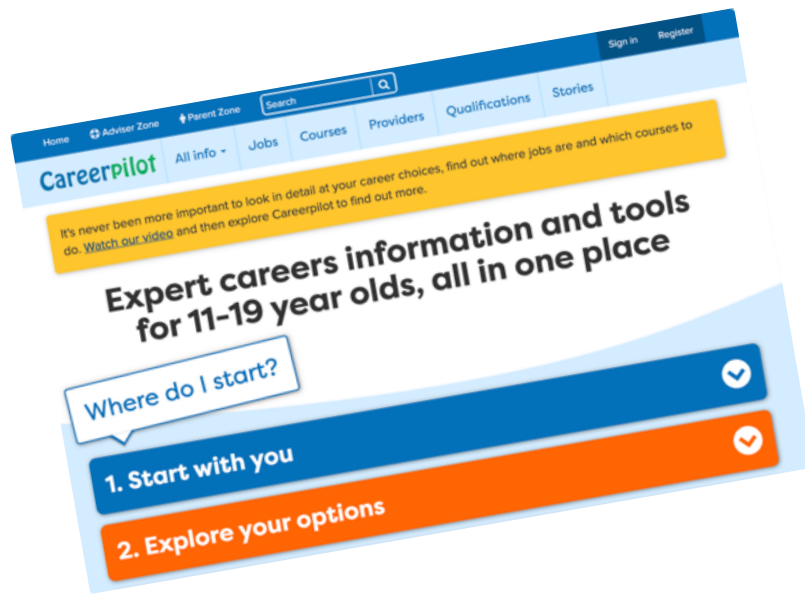 Sign in Register
Home Adviser Zone Parent Zone Search
Careerpilot All info Jobs Courses Providers Qualifications Stories
It's never been more important to look in detail at your career choices, find out where jobs are and which courses to
do. Watch our video and then explore Careerpilot to find out more.
Expert careers information and tools
for 11-19 year olds, all in one place
Where do I start?
1. Start with you
2. Explore your options